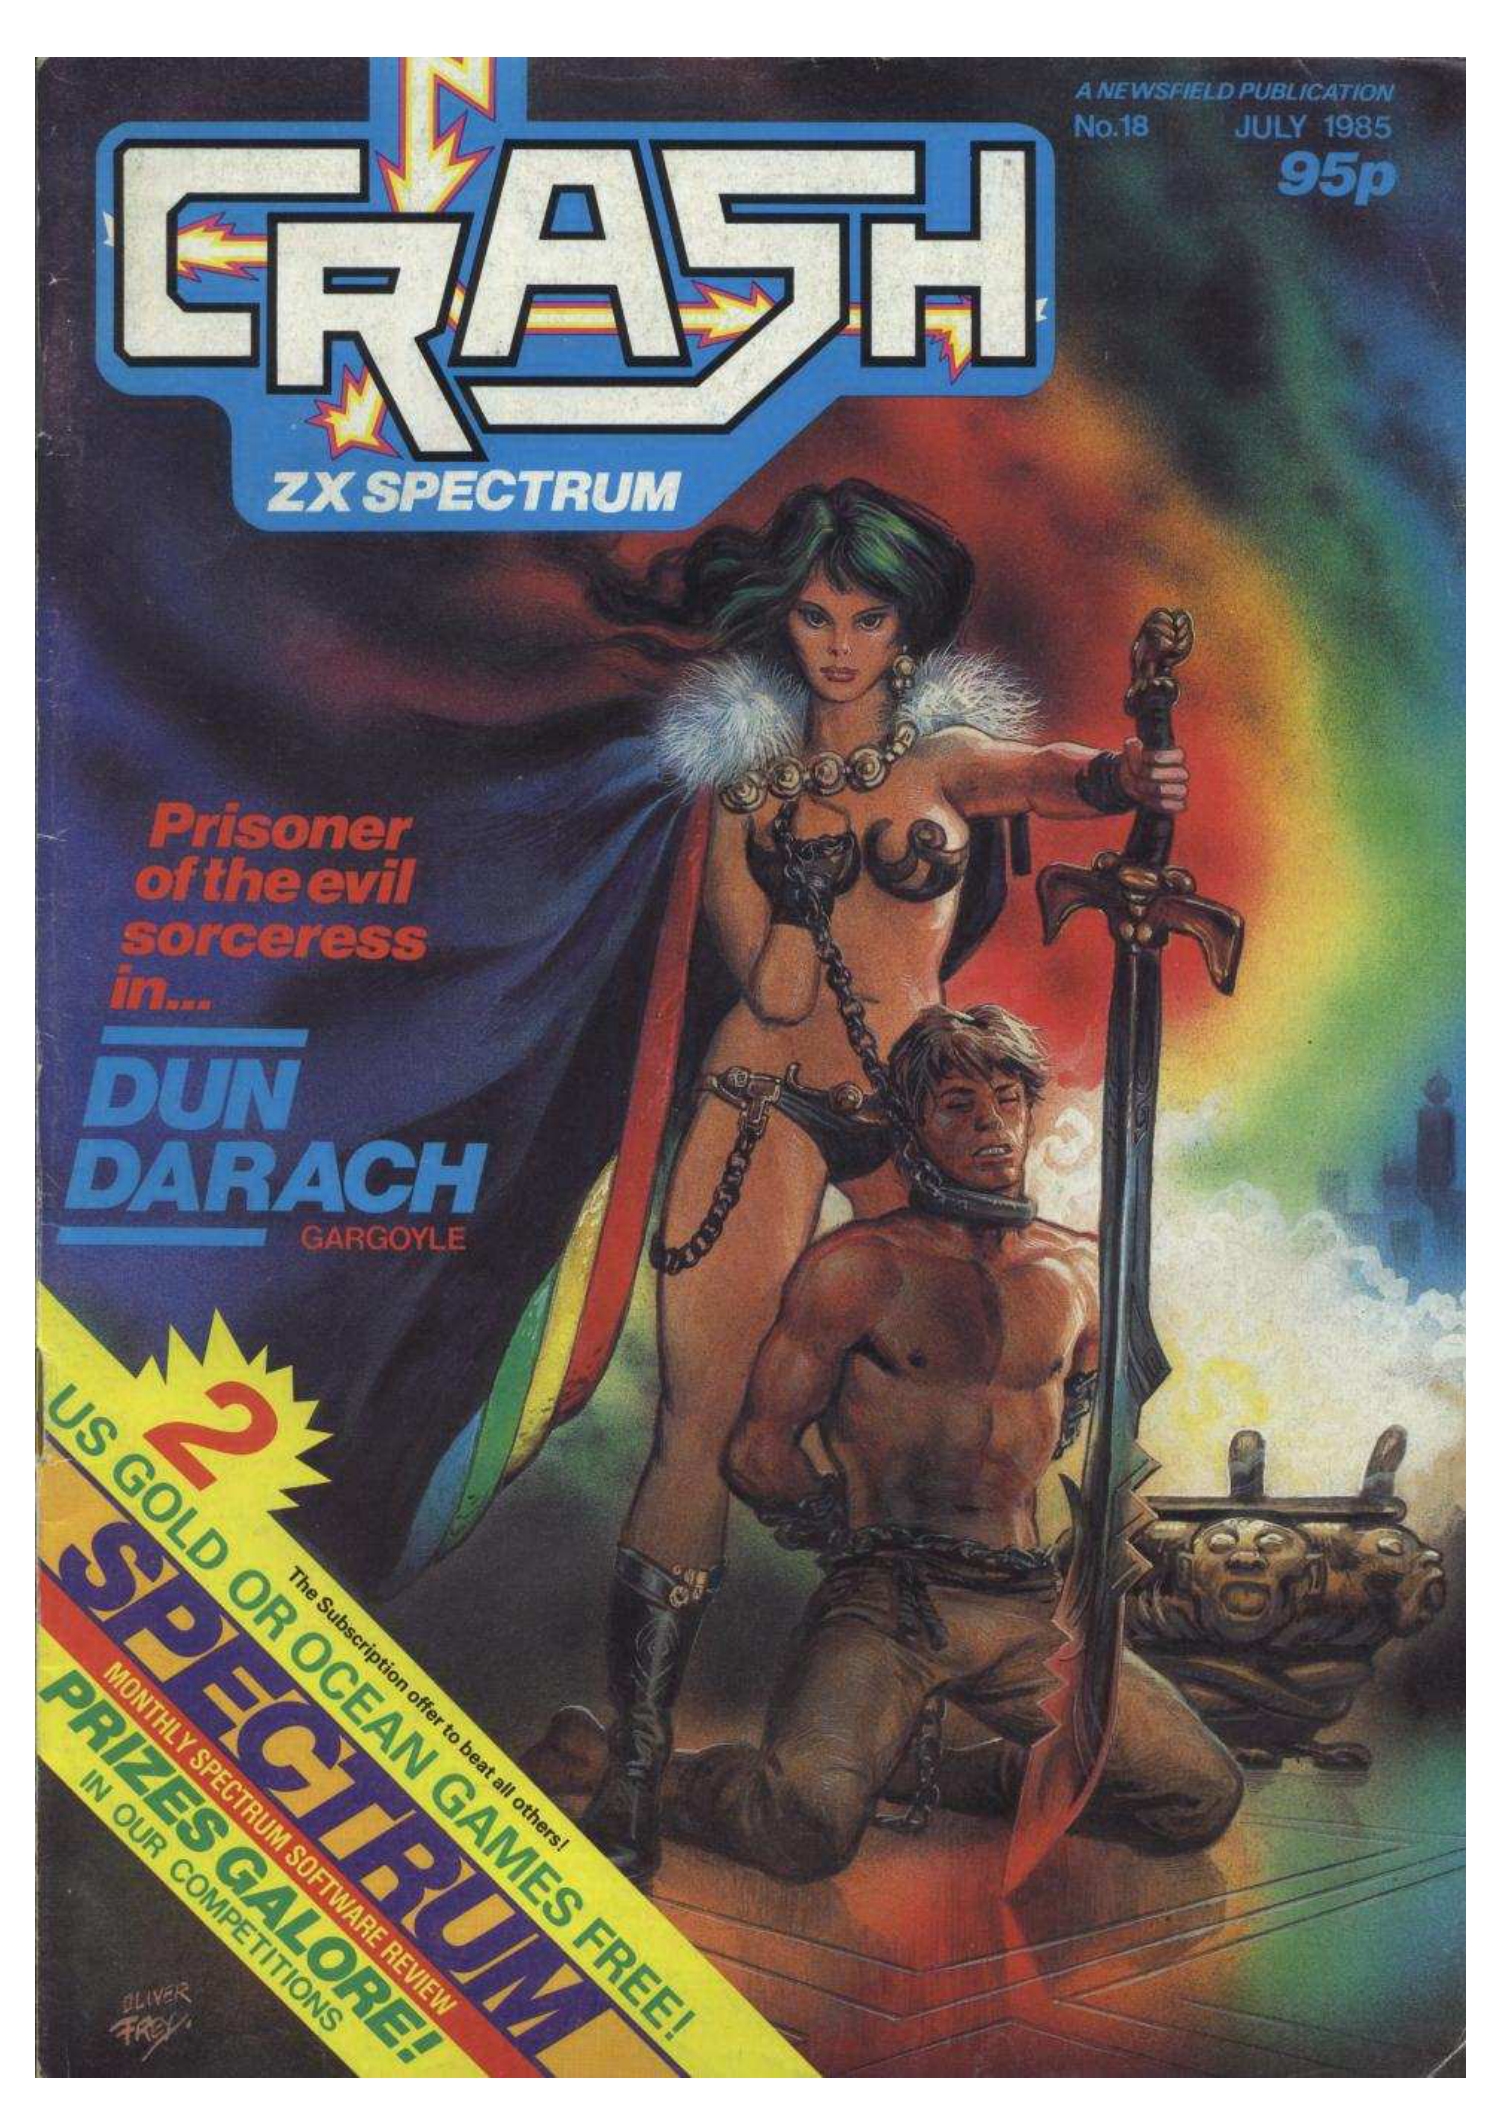 A NEWSFIELD PUBLICATION
No.18 JULY 1985
95p
CRASH
ZX SPECTRUM
Prisoner
of the evil
sorceress
in...
DUN
DARACH
GARGOYLE
2
US GOLD OR OCEAN GAMES FREE!
The Subscription offer to beat all others!
SPECTRUM
MONTHLY SPECTRUM SOFTWARE REVIEW
PRIZES GALORE!
IN OUR COMPETITIONS
OLIVER
FREY.